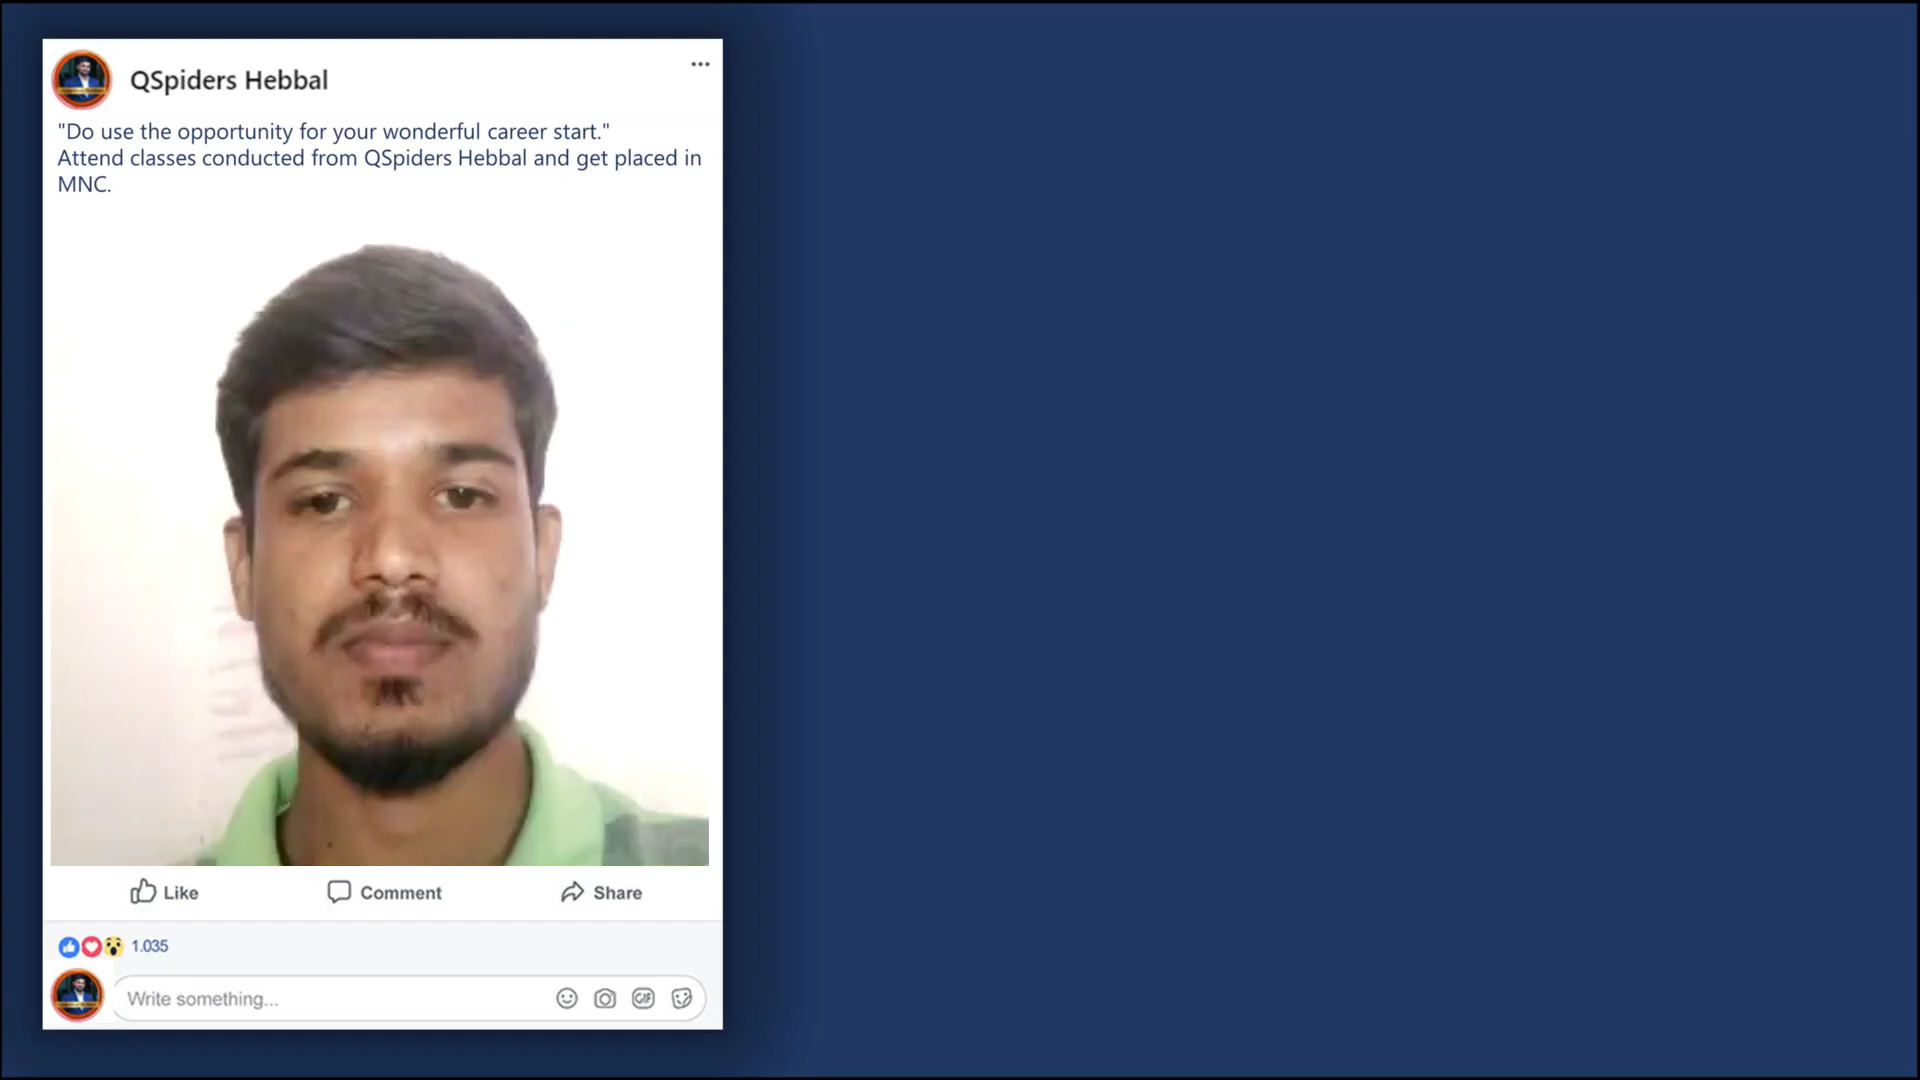 QSpiders Hebbal
"Do use the opportunity for your wonderful career start."
Attend classes conducted from QSpiders Hebbal and get placed in
MNC.
Like Comment Share
1.035
Write something... GIF